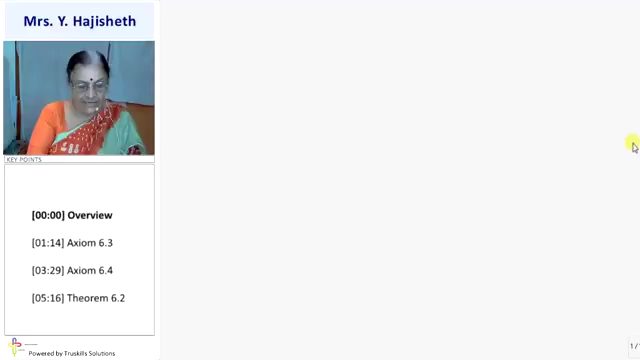 Mrs. Y. Hajisheth
KEY POINTS
[00:00] Overview
[01:14] Axiom 6.3
[03:29] Axiom 6.4
[05:16] Theorem 6.2
Powered by Truskills Solutions
1 /